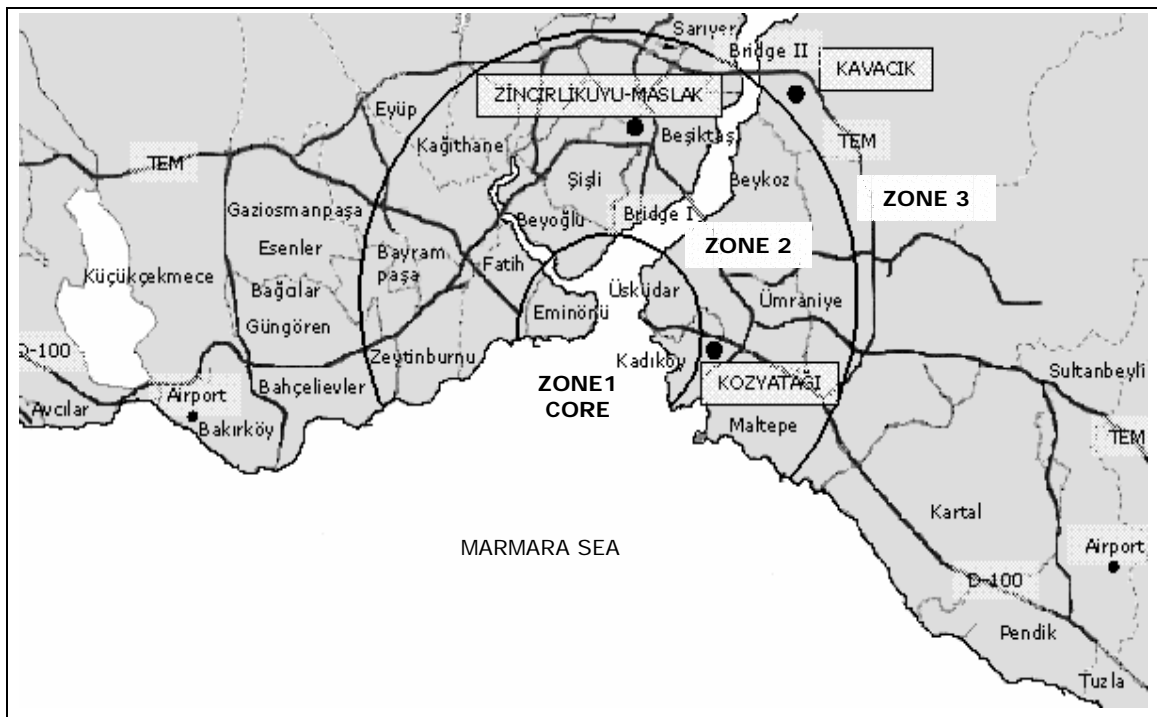 Sarıyer
Bridge II
KAVACIK
ZİNCİRLİKUYU-MASLAK
Eyüp
Kağıthane
Beşiktaş
TEM
TEM
Şişli
Beykoz
ZONE 3
Gaziosmanpaşa
Beyoğlu
Bridge I
ZONE 2
Esenler
Bayram
paşa
Fatih
Küçükçekmece
Bağcılar
Eminönü
Üsküdar
Ümraniye
Güngören
D-100
Zeytinburnu
Kadıköy
Sultanbeyli
Bahçelievler
ZONE1
CORE
KOZYATAĞI
Airport
Avcılar
Bakırköy
Maltepe
TEM
Kartal
MARMARA SEA
Airport
D-100
Pendik
Tuzla